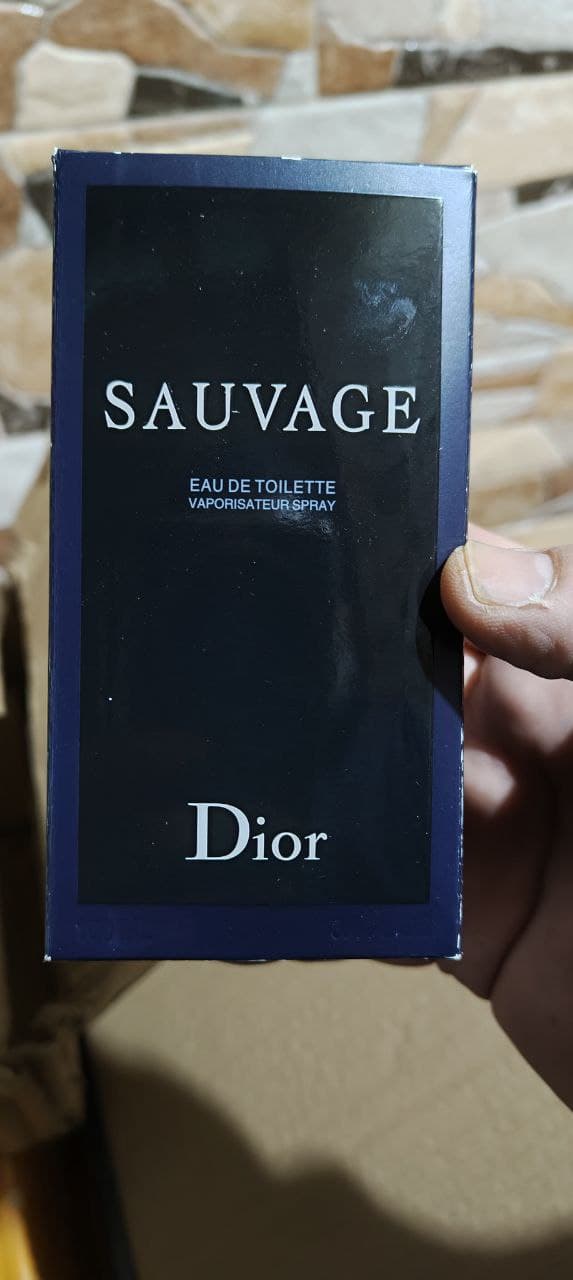 SAUVAGE
EAU DE TOILETTE
VAPORISATEUR SPRAY
Dior